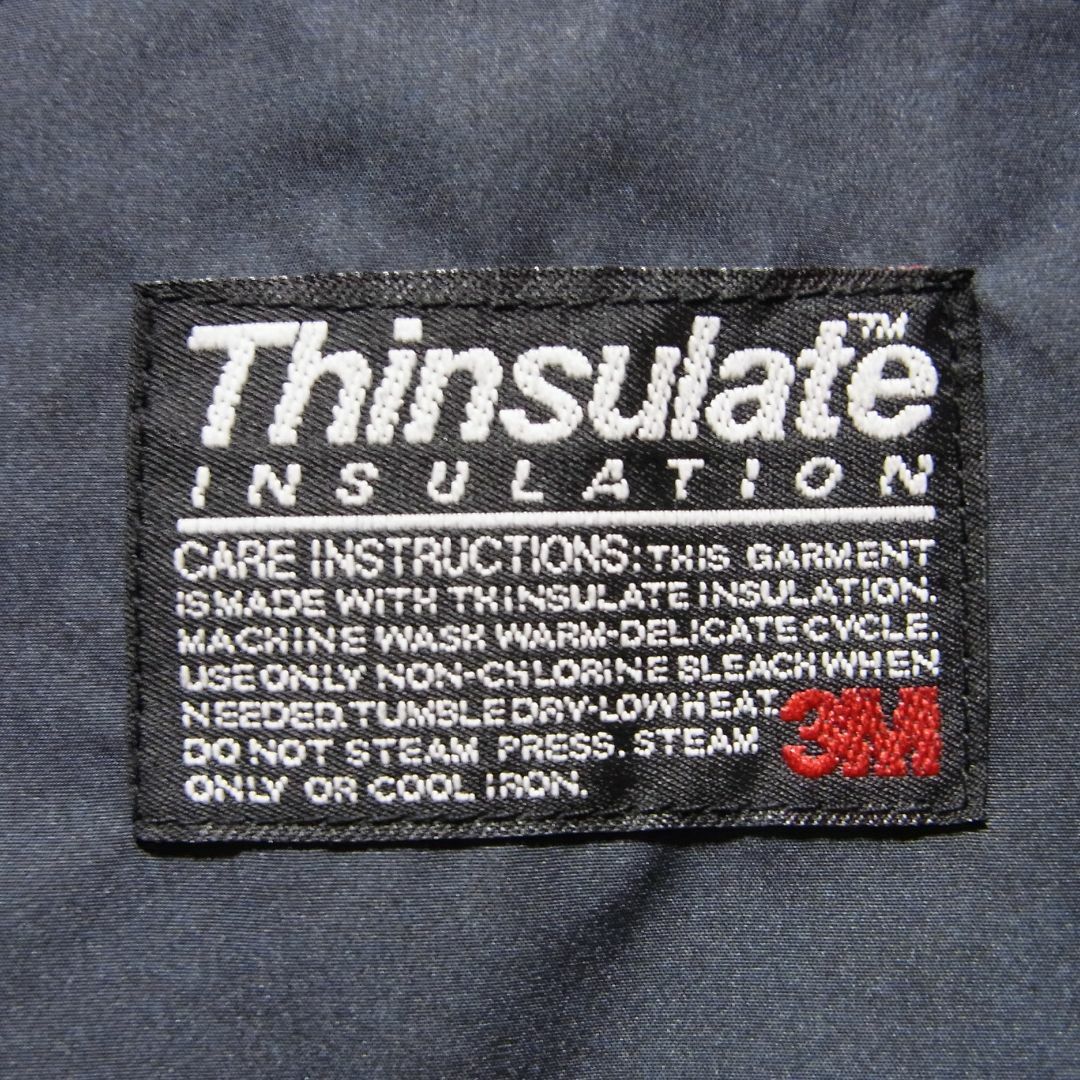 Thinsulate™
INSULATION
CARE INSTRUCTIONS: THIS GARMENT
IS MADE WITH THINSULATE INSULATION.
MACHINE WASH WARM-DELICATE CYCLE.
USE ONLY NON-CHLORINE BLEACH WHEN
NEEDED. TUMBLE DRY-LOW HEAT.
DO NOT STEAM PRESS. STEAM
ONLY OR COOL IRON.
3M